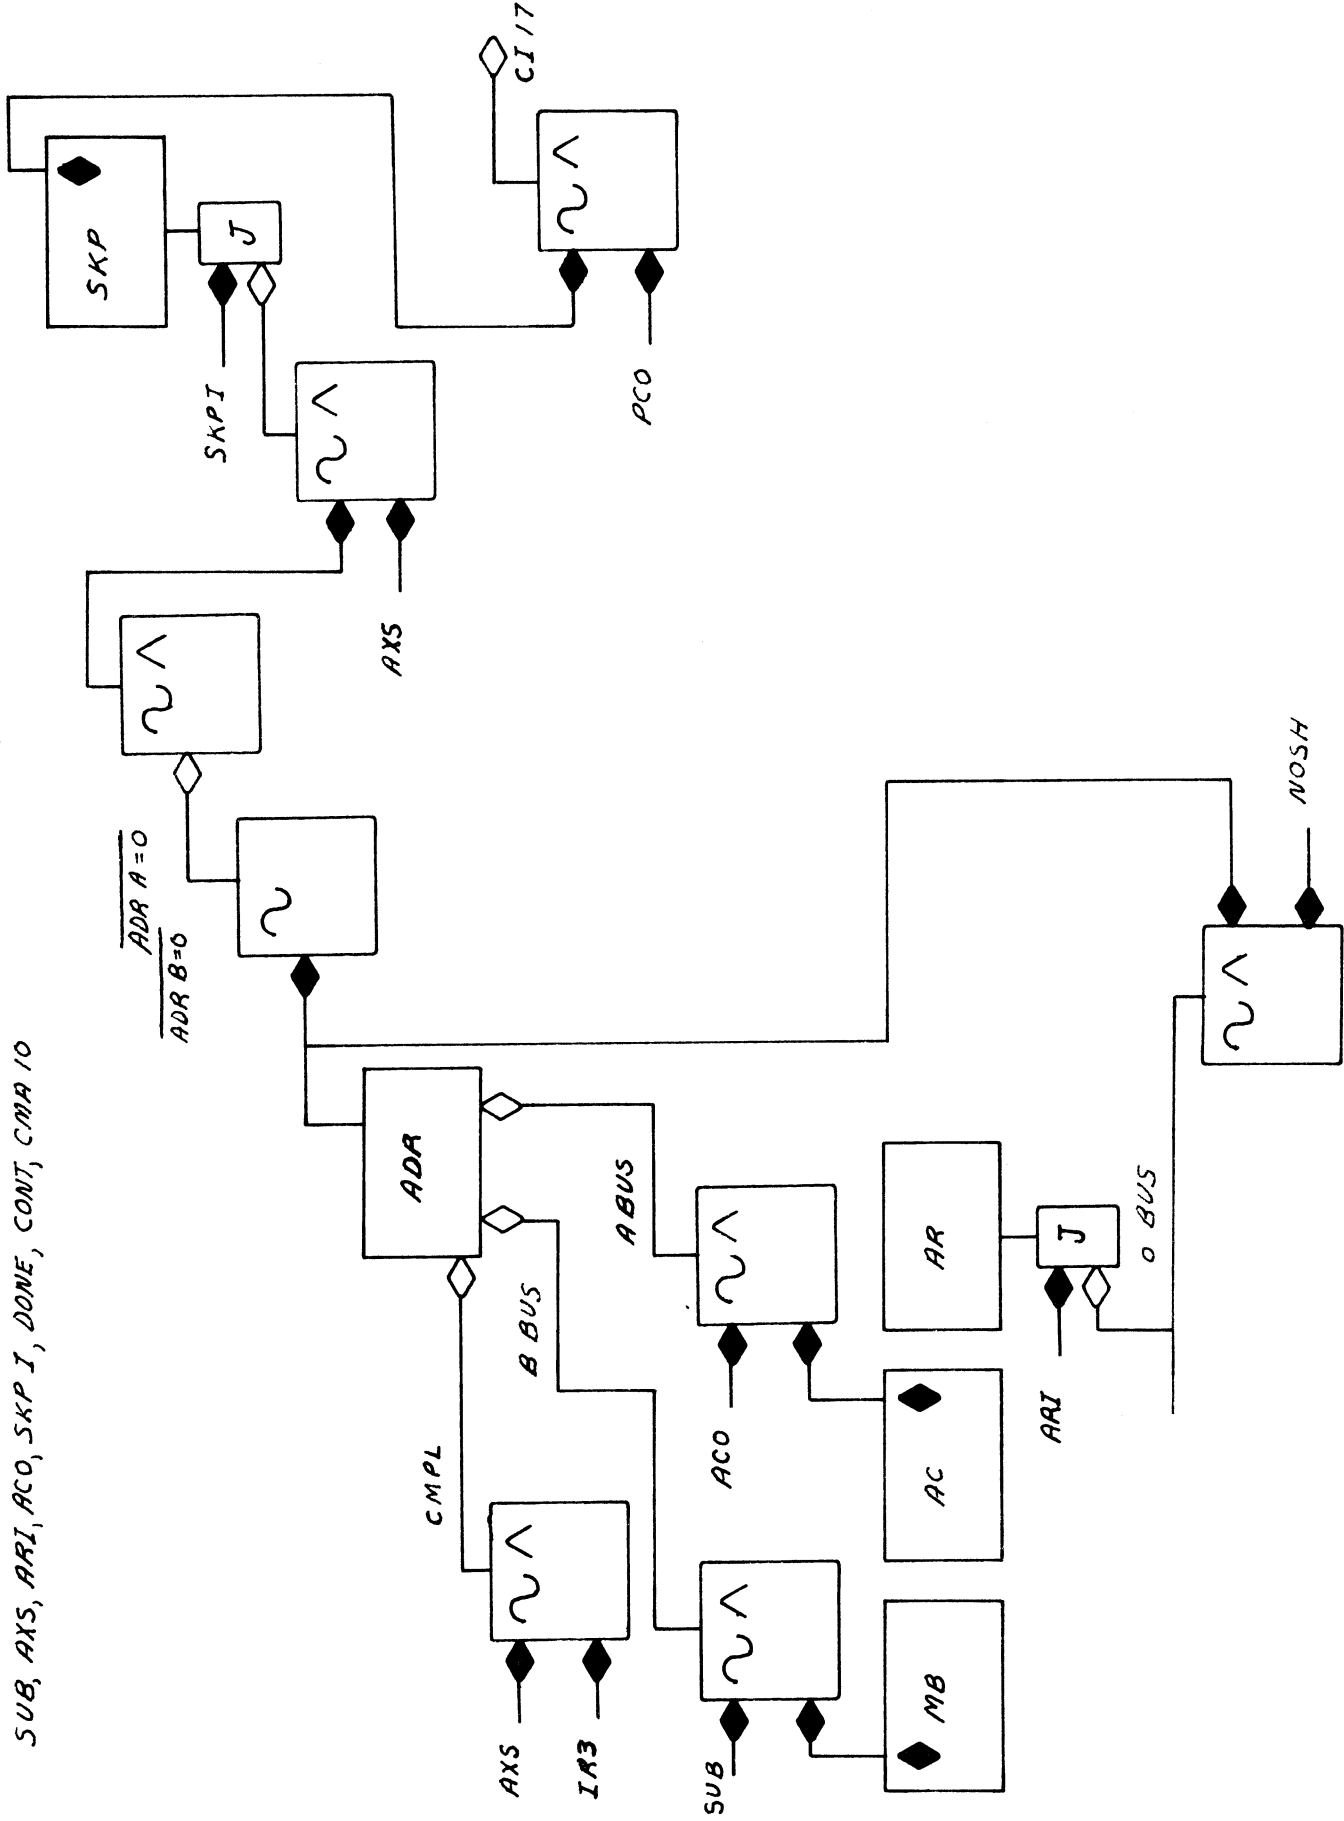 SUB, AXS, ARI, ACO, SKP I, DONE, CONT, CMA 10
ADR A=0
ADR B=0
SKP
J
SKPI
∼ ∧
AXS
∼ ∧
CI 17
∼ ∧
PCO
∼
∼ ∧
ADR
CMPL
B BUS
A BUS
∼ ∧
AXS
IR3
∼ ∧
SUB
MB
∼ ∧
ACO
AC
AR
J
ARI
O BUS
∼ ∧
NOSH